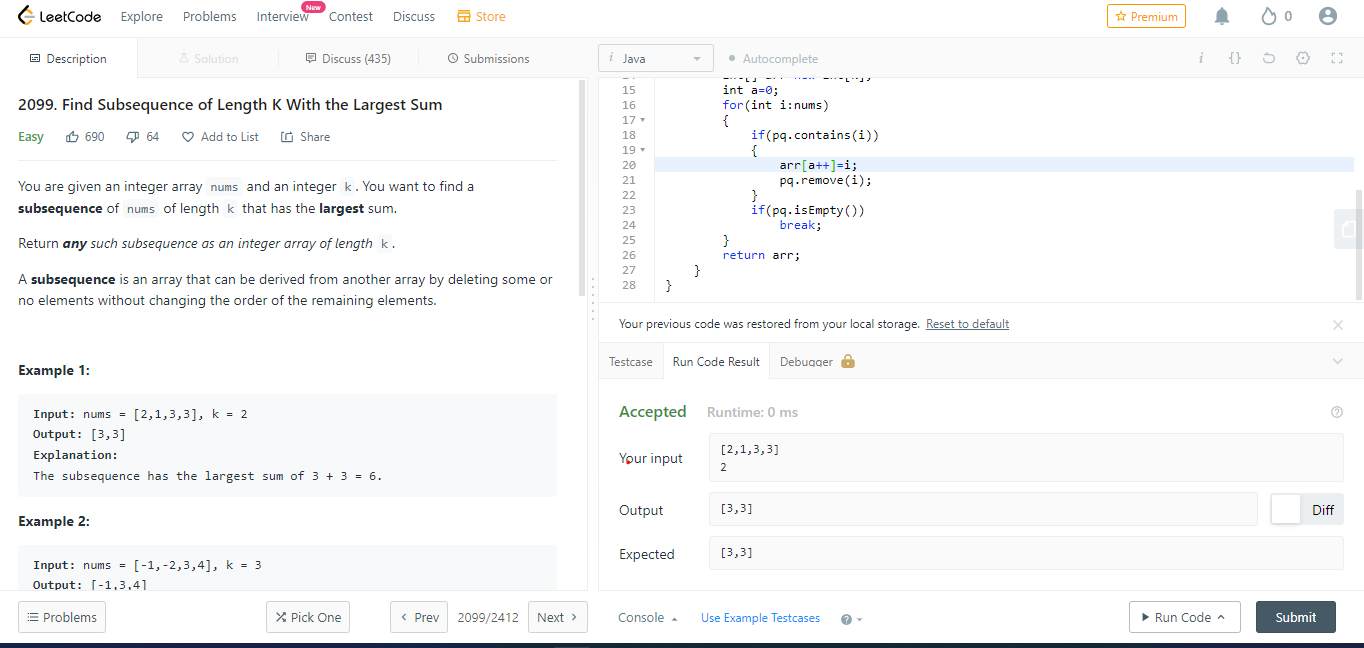 LeetCode Explore Problems Interview New Contest Discuss Store Premium 0
Description Solution Discuss (435) Submissions i Java Autocomplete i {}
2099. Find Subsequence of Length K With the Largest Sum
Easy 690 64 Add to List Share
You are given an integer array nums and an integer k. You want to find a
subsequence of nums of length k that has the largest sum.
Return any such subsequence as an integer array of length k.
A subsequence is an array that can be derived from another array by deleting some or
no elements without changing the order of the remaining elements.
Example 1:
Input: nums = [2,1,3,3], k = 2
Output: [3,3]
Explanation:
The subsequence has the largest sum of 3 + 3 = 6.
Example 2:
Input: nums = [-1,-2,3,4], k = 3
Output: [-1,3,4]
Problems Pick One Prev 2099/2412 Next
15 int a=0;
16 for(int i:nums)
17 {
18 if(pq.contains(i))
19 {
20 arr[a++]=i;
21 pq.remove(i);
22 }
23 if(pq.isEmpty())
24 break;
25 }
26 return arr;
27 }
28 }
Your previous code was restored from your local storage. Reset to default
Testcase Run Code Result Debugger
Accepted Runtime: 0 ms
Your input
[2,1,3,3]
2
Output [3,3] Diff
Expected [3,3]
Console Use Example Testcases ? Run Code Submit